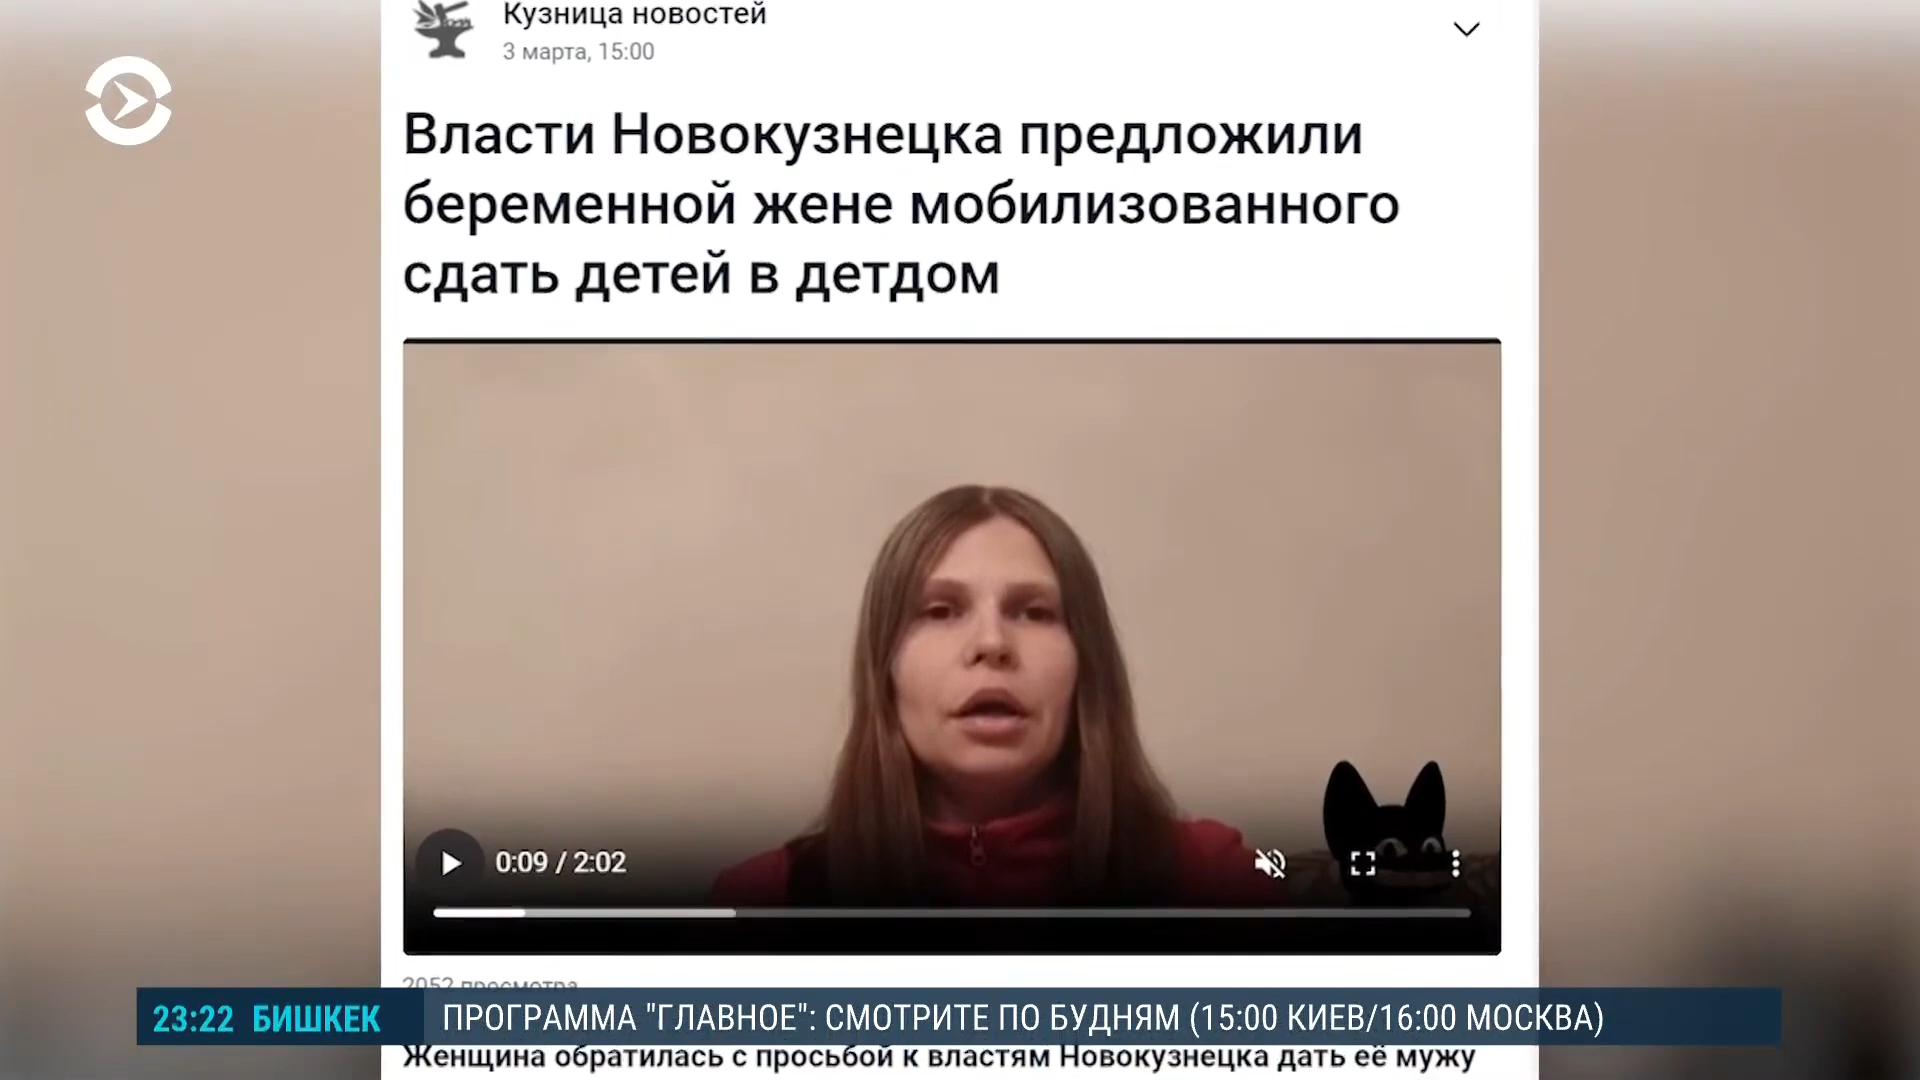 Кузница новостей
3 марта, 15:00
Власти Новокузнецка предложили
беременной жене мобилизованного
сдать детей в детдом
0:09 / 2:02
2052 просмотра
23:22 БИШКЕК ПРОГРАММА "ГЛАВНОЕ": СМОТРИТЕ ПО БУДНЯМ (15:00 КИЕВ/16:00 МОСКВА)
Женщина обратилась с просьбой к властям Новокузнецка дать её мужу